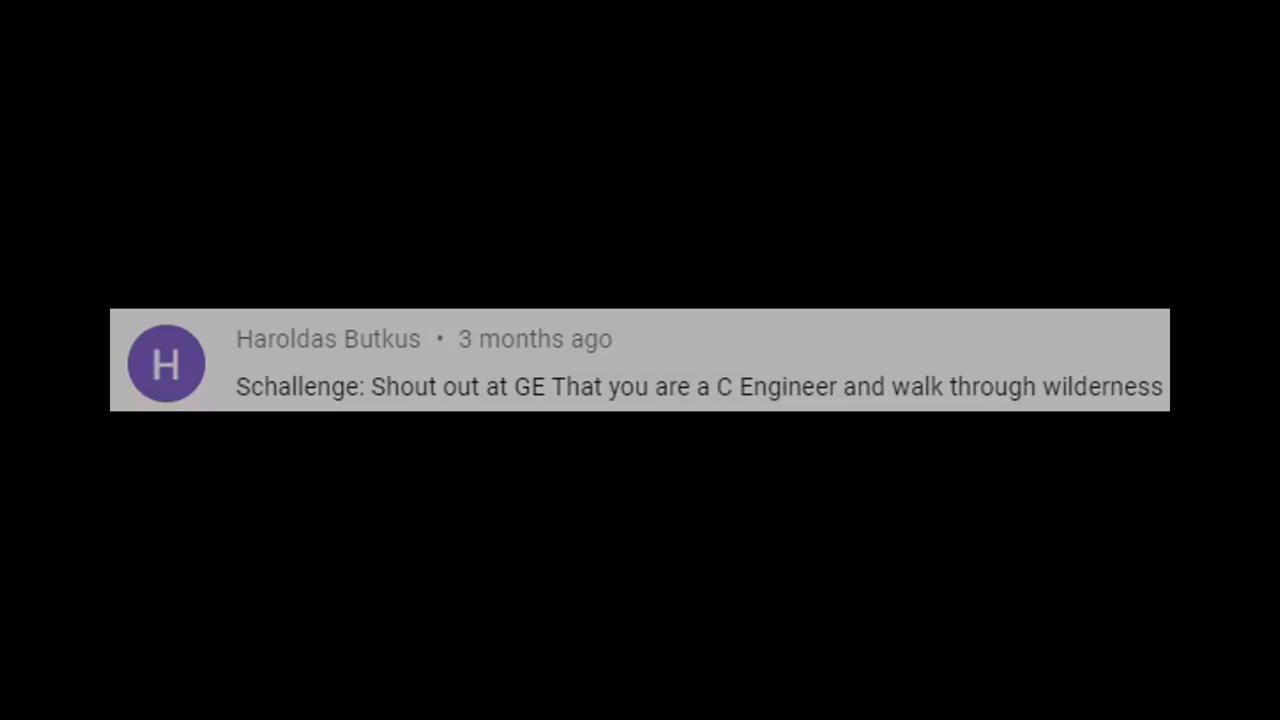 H
Haroldas Butkus • 3 months ago
Schallenge: Shout out at GE That you are a C Engineer and walk through wilderness